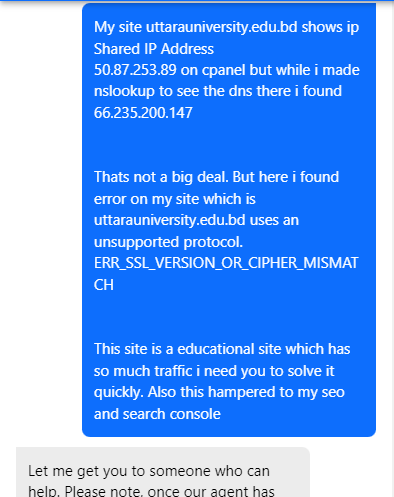 My site uttarauniversity.edu.bd shows ip
Shared IP Address
50.87.253.89 on cpanel but while i made
nslookup to see the dns there i found
66.235.200.147
Thats not a big deal. But here i found
error on my site which is
uttarauniversity.edu.bd uses an
unsupported protocol.
ERR_SSL_VERSION_OR_CIPHER_MISMAT
CH
This site is a educational site which has
so much traffic i need you to solve it
quickly. Also this hampered to my seo
and search console
Let me get you to someone who can
help. Please note, once our agent has